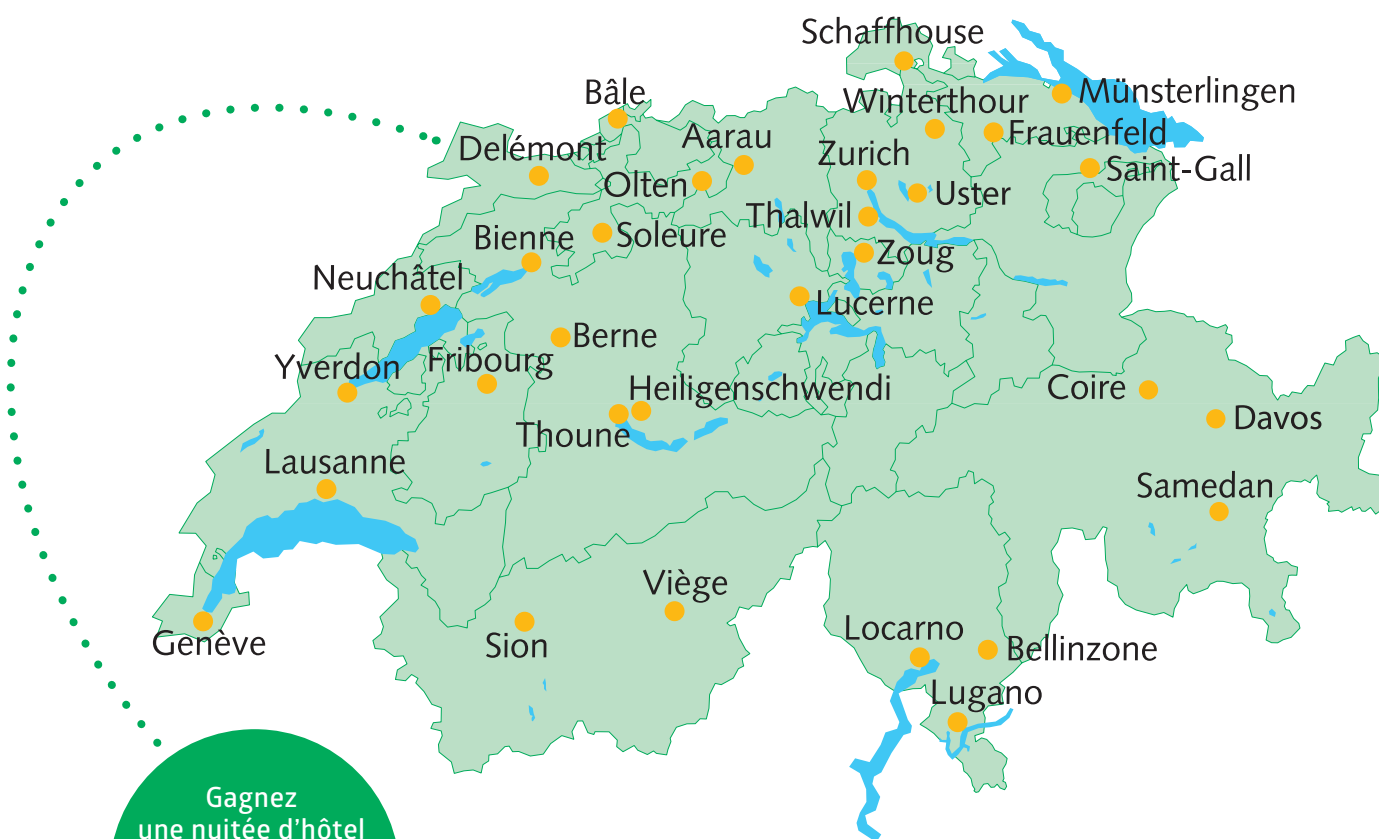 Schaffhouse
Bâle
Münsterlingen
Winterthour
Delémont
Aarau
Frauenfeld
Zurich
Saint-Gall
Olten
Uster
Thalwil
Bienne
Soleure
Zoug
Neuchâtel
Lucerne
Berne
Yverdon
Fribourg
Heiligenschwendi
Coire
Davos
Thoune
Lausanne
Samedan
Viège
Genève
Sion
Locarno
Bellinzone
Lugano
Gagnez
une nuitée d’hôtel